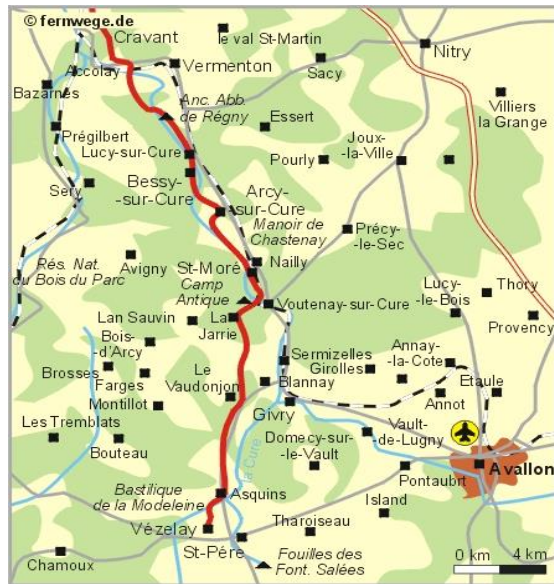 © fernwege.de
Cravant
le val St-Martin
Nitry
Accolay
Vermenton
Sacy
Bazarnes
Anc. Abb.
de Régny
Villiers
la Grange
Prégilbert
Essert
Lucy-sur-Cure
Pourly
Joux-
-la-Ville
Bessy-
-sur-Cure
Sery
Arcy-
-sur-Cure
Manoir de
Chastenay
Précy-
-le-Sec
Rés. Nat.
du Bois du Parc
Avigny
Nailly
St-Moré
Camp
Antique
Voutenay-sur-Cure
Lucy-
-le-Bois
Thory
Provency
Lan Sauvin
La
Jarrie
Bois-
-d'Arcy
Sermizelles
Girolles
Annay-
-la-Cote
Brosses
Farges
Le
Vaudonjon
Blannay
Etaule
Montillot
Annot
Givry
Les Tremblats
Bouteau
la Cure
Domecy-sur-
-le-Vault
Vault-
-de-Lugny
Avallon
Pontaubrt
Bastilique
de la Modeleine
Asquins
Island
Vézelay
Tharoiseau
St-Pére
Chamoux
Fouilles des
Font. Salées
0 km 4 km